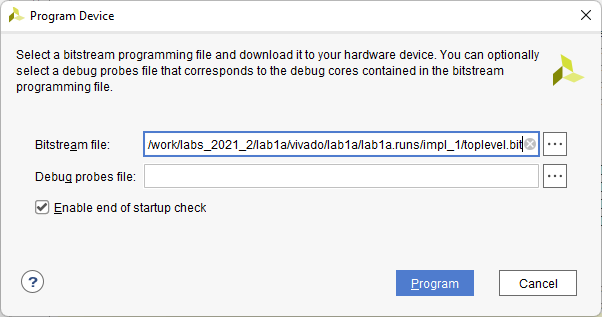 Program Device
Select a bitstream programming file and download it to your hardware device. You can optionally
select a debug probes file that corresponds to the debug cores contained in the bitstream
programming file.
Bitstream file: /work/labs_2021_2/lab1a/vivado/lab1a/lab1a.runs/impl_1/toplevel.bit
Debug probes file:
Enable end of startup check
? Program Cancel